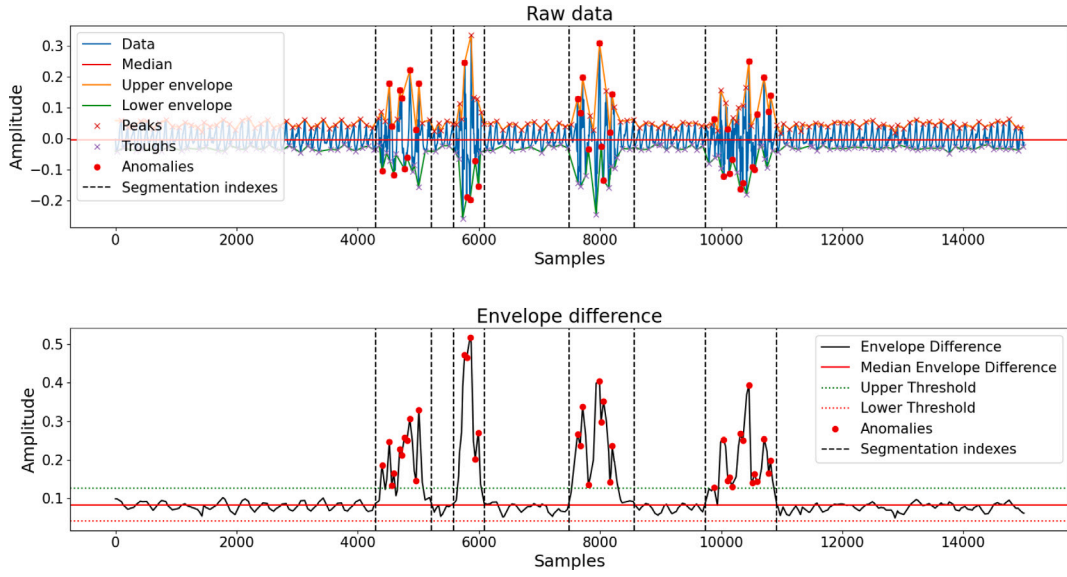 Raw data
Amplitude
0.3
0.2
0.1
0.0
−0.1
−0.2
Data
Median
Upper envelope
Lower envelope
Peaks
Troughs
Anomalies
Segmentation indexes
0 2000 4000 6000 8000 10000 12000 14000
Samples
Envelope difference
Amplitude
0.5
0.4
0.3
0.2
0.1
Envelope Difference
Median Envelope Difference
Upper Threshold
Lower Threshold
Anomalies
Segmentation indexes
0 2000 4000 6000 8000 10000 12000 14000
Samples